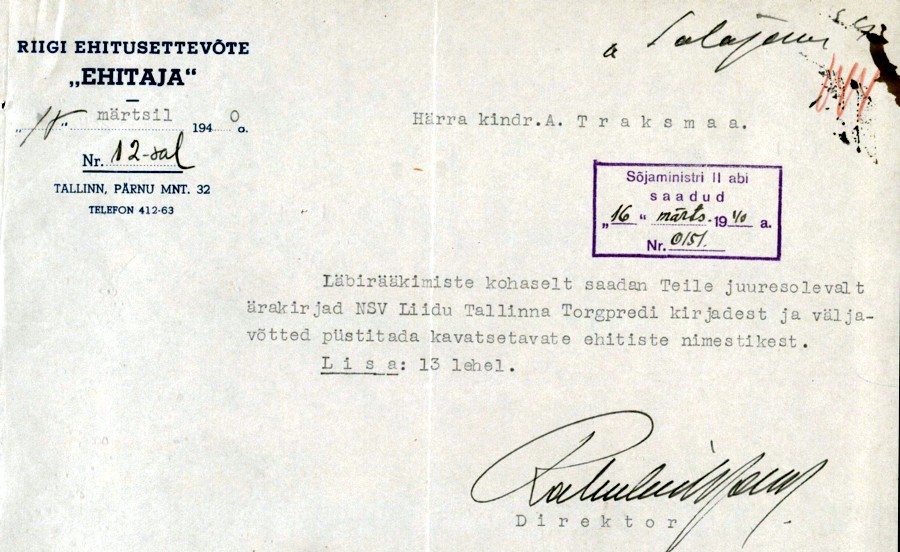 RIIGI EHITUSETTEVÕTE
„EHITAJA“
märtsil 1940 a.
Nr. 12-sal
TALLINN, PÄRNU MNT. 32
TELEFON 412-63
Härra kindr.A. Traksmaa.
Sõjaministri II abi
saadud
„16“ märts. 1940 a.
Nr. 0151.
Läbirääkimiste kohaselt saadan Teile juuresolevalt
ärakirjad NSV Liidu Tallinna Torgpredi kirjadest ja välja-
võtted püstitada kavatsetavate ehitiste nimestikest.
Lisa: 13 lehel.
Direktor